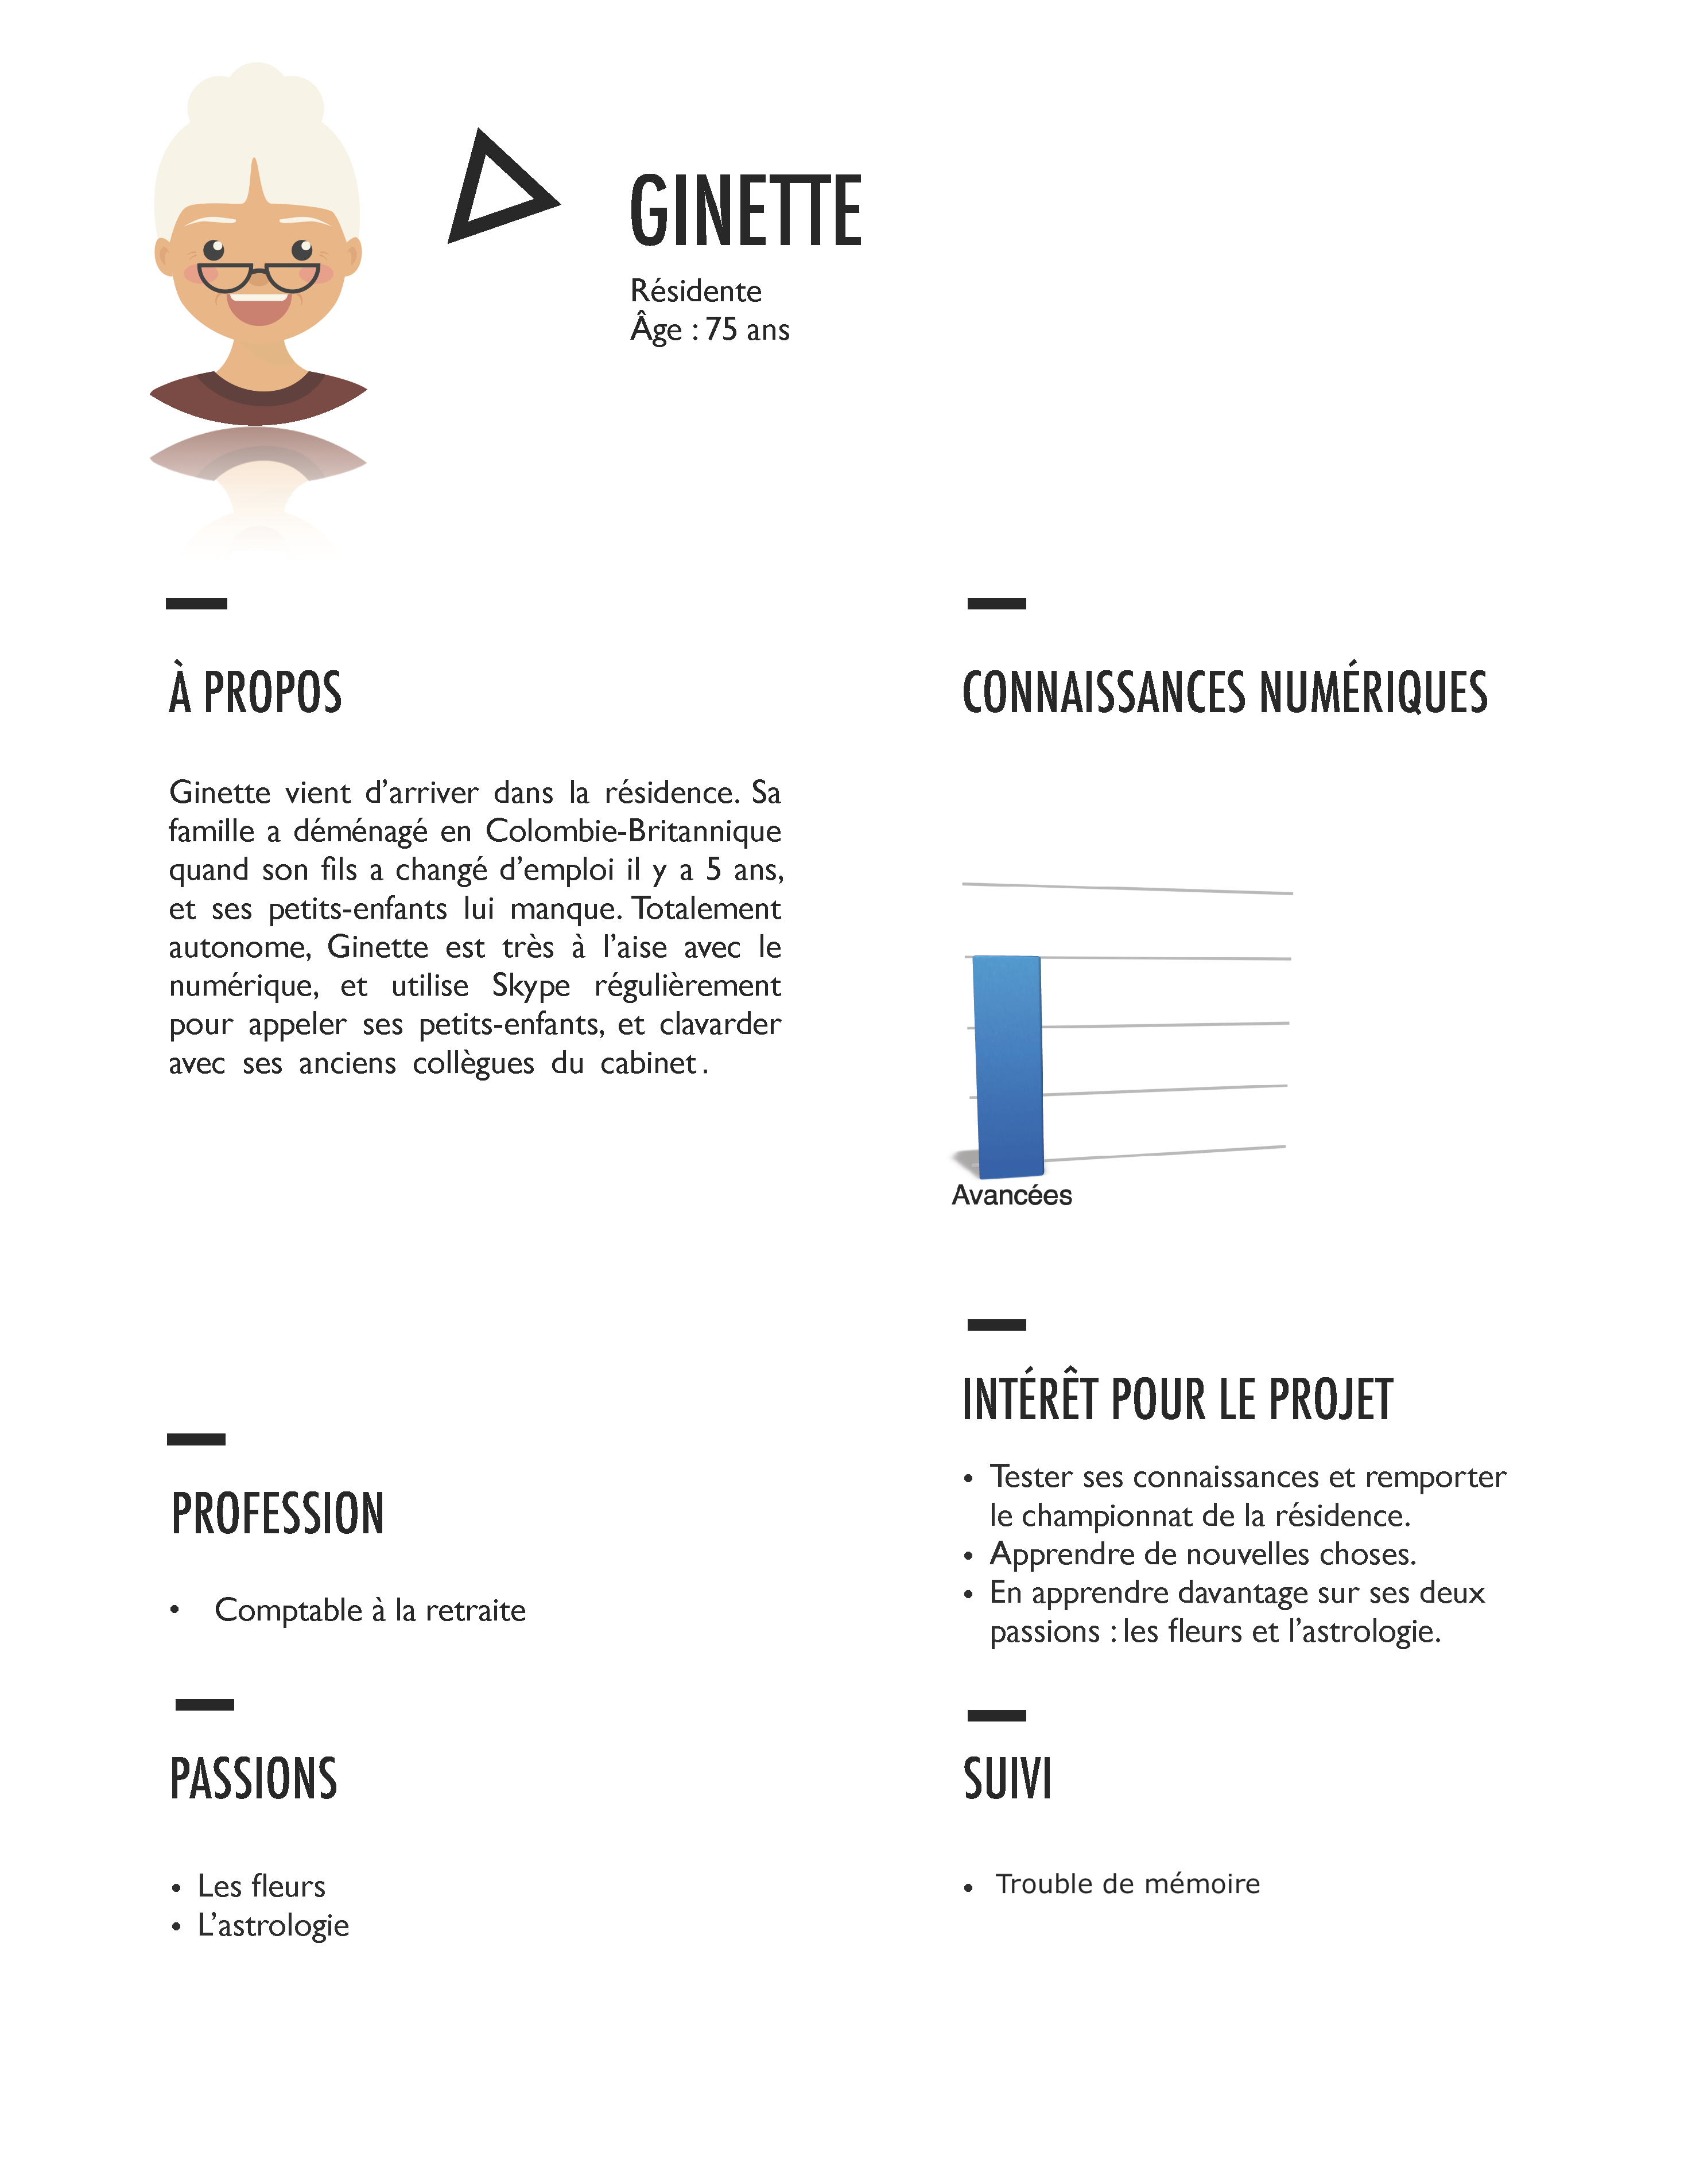 GINETTE
Résidente
Âge : 75 ans
À PROPOS
Ginette vient d’arriver dans la résidence. Sa
famille a déménagé en Colombie-Britannique
quand son fils a changé d’emploi il y a 5 ans,
et ses petits-enfants lui manque. Totalement
autonome, Ginette est très à l’aise avec le
numérique, et utilise Skype régulièrement
pour appeler ses petits-enfants, et clavarder
avec ses anciens collègues du cabinet.
PROFESSION
• Comptable à la retraite
PASSIONS
• Les fleurs
• L’astrologie
CONNAISSANCES NUMÉRIQUES
Avancées
INTÉRÊT POUR LE PROJET
• Tester ses connaissances et remporter
le championnat de la résidence.
• Apprendre de nouvelles choses.
• En apprendre davantage sur ses deux
passions : les fleurs et l’astrologie.
SUIVI
• Trouble de mémoire